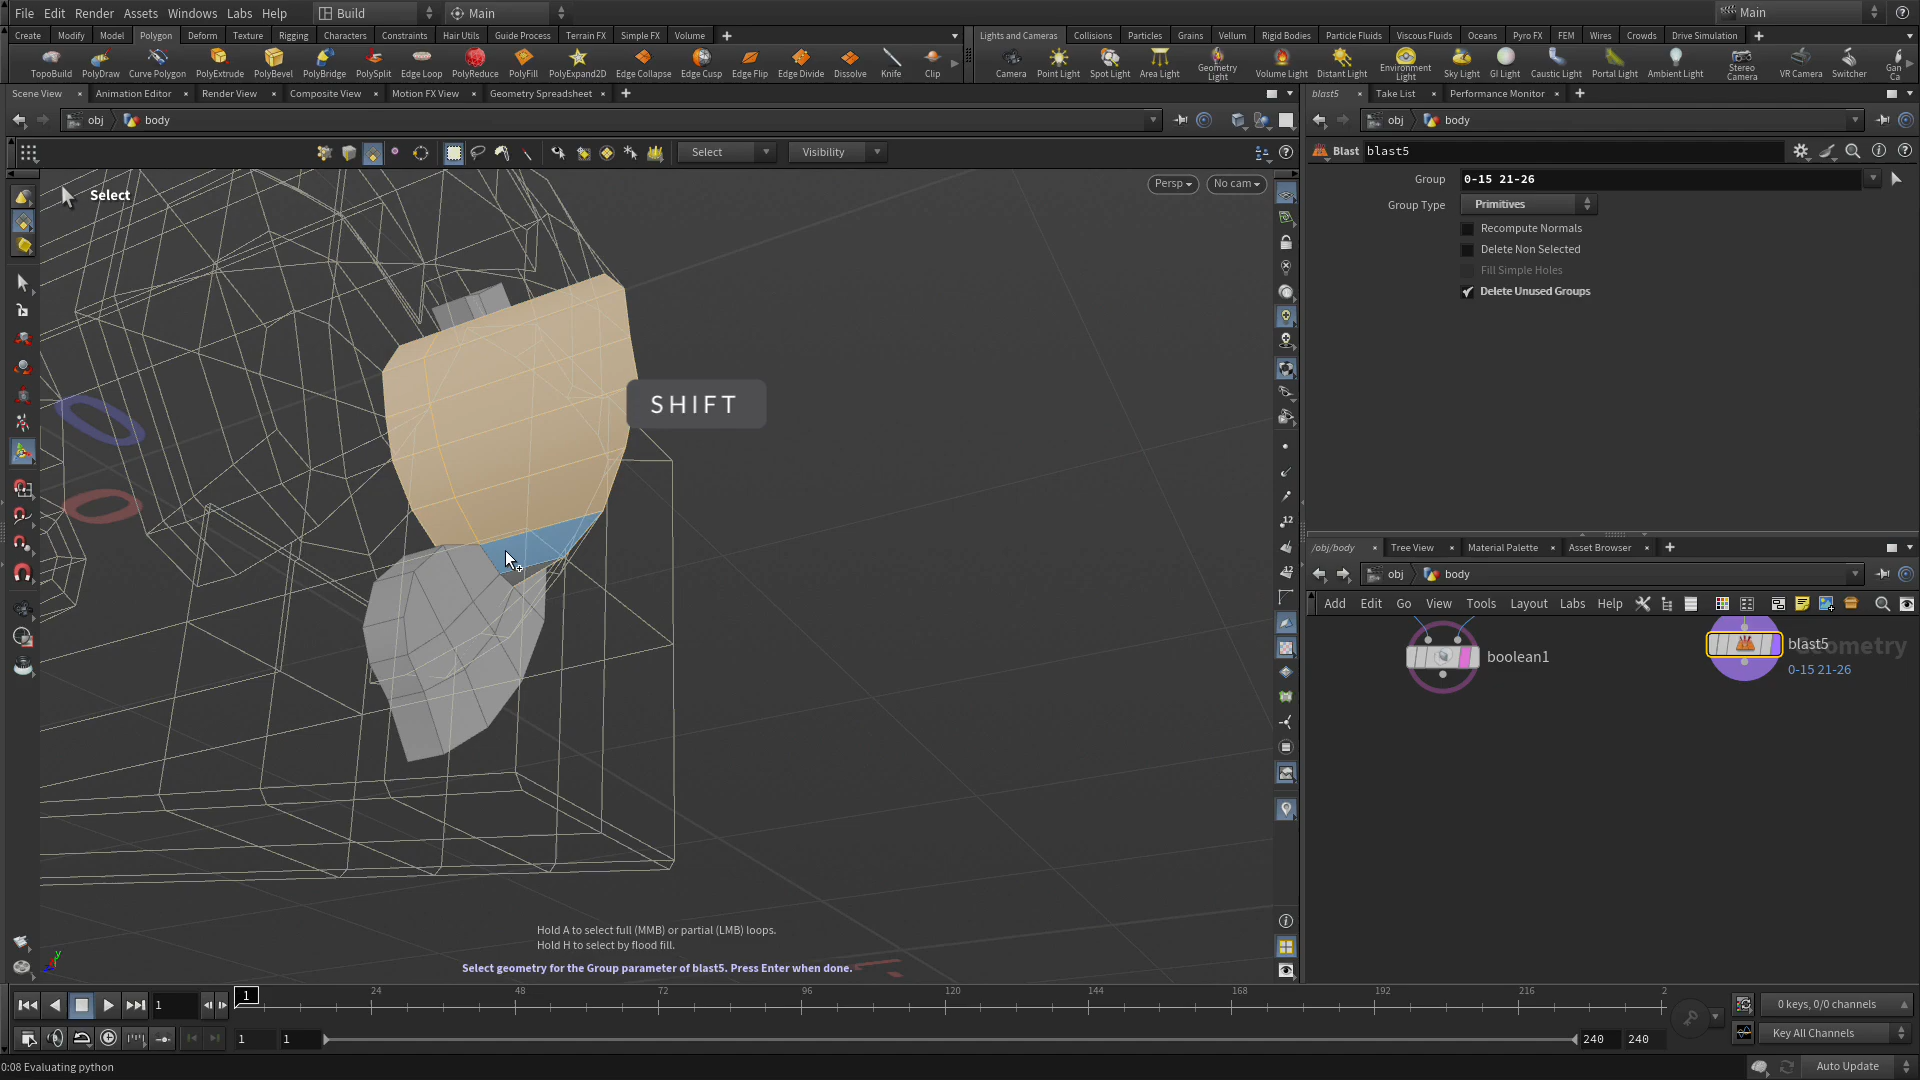 File Edit Render Assets Windows Labs Help Build Main Main
Create Modify Model Polygon Deform Texture Rigging Characters Constraints Hair Utils Guide Process Terrain FX Simple FX Volume
Lights and Cameras Collisions Particles Grains Vellum Rigid Bodies Particle Fluids Viscous Fluids Oceans Pyro FX FEM Wires Crowds Drive Simulation
TopoBuild PolyDraw Curve Polygon PolyExtrude PolyBevel PolyBridge PolySplit Edge Loop PolyReduce PolyFill PolyExpand2D Edge Collapse Edge Cusp Edge Flip Edge Divide Dissolve Knife Clip
Camera Point Light Spot Light Area Light Geometry Light Volume Light Distant Light Environment Light Sky Light GI Light Caustic Light Portal Light Ambient Light Stereo Camera VR Camera Switcher Gan Ca
Scene View Animation Editor Render View Composite View Motion FX View Geometry Spreadsheet
blast5 Take List Performance Monitor
obj body
obj body
Select Visibility
Blast blast5
Select
Persp No cam
Group 0-15 21-26
Group Type Primitives
Recompute Normals
Delete Non Selected
Fill Simple Holes
Delete Unused Groups
SHIFT
12
12
/obj/body Tree View Material Palette Asset Browser
obj body
Add Edit Go View Tools Layout Labs Help
Geometry
boolean1
blast5
0-15 21-26
Hold A to select full (MMB) or partial (LMB) loops.
Hold H to select by flood fill.
Select geometry for the Group parameter of blast5. Press Enter when done.
y
1 1 24 48 72 96 120 144 168 192 216 2
0 keys, 0/0 channels
1 1 240 240
Key All Channels
0:08 Evaluating python
Auto Update